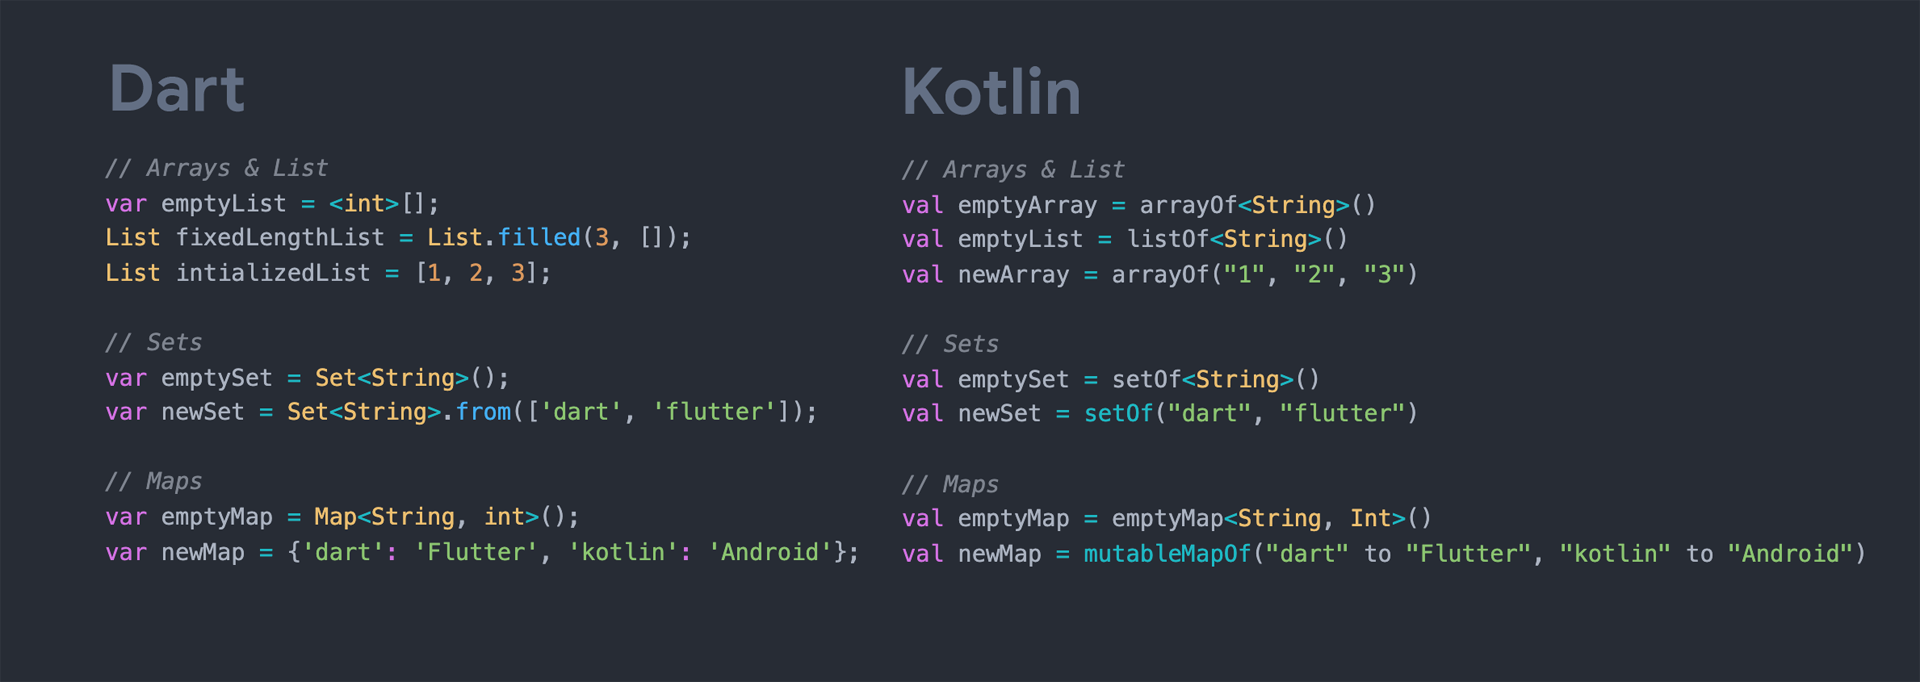 Dart
// Arrays & List
var emptyList = <int>[];
List fixedLengthList = List.filled(3, []);
List intializedList = [1, 2, 3];
// Sets
var emptySet = Set<String>();
var newSet = Set<String>.from(['dart', 'flutter']);
// Maps
var emptyMap = Map<String, int>();
var newMap = {'dart': 'Flutter', 'kotlin': 'Android'};
Kotlin
// Arrays & List
val emptyArray = arrayOf<String>()
val emptyList = listOf<String>()
val newArray = arrayOf("1", "2", "3")
// Sets
val emptySet = setOf<String>()
val newSet = setOf("dart", "flutter")
// Maps
val emptyMap = emptyMap<String, Int>()
val newMap = mutableMapOf("dart" to "Flutter", "kotlin" to "Android")